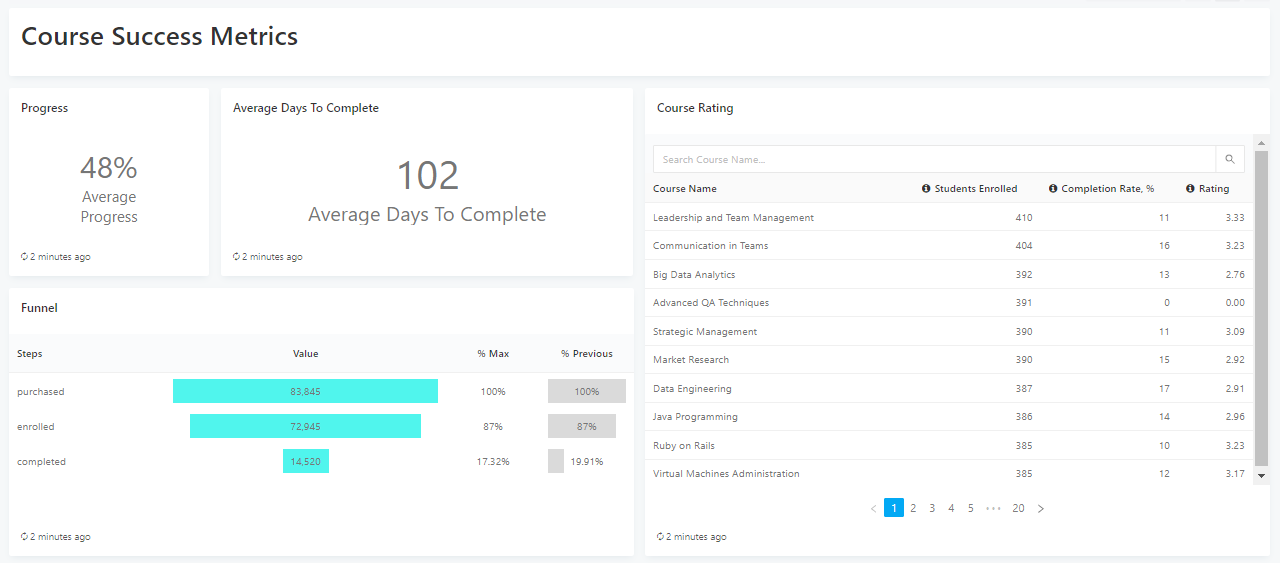 Course Success Metrics
Progress
48%
Average
Progress
2 minutes ago
Average Days To Complete
102
Average Days To Complete
2 minutes ago
Funnel
Steps Value % Max % Previous
purchased 83,845 100% 100%
enrolled 72,945 87% 87%
completed 14,520 17.32% 19.91%
2 minutes ago
Course Rating
Search Course Name...
Course Name Students Enrolled Completion Rate, % Rating
Leadership and Team Management 410 11 3.33
Communication in Teams 404 16 3.23
Big Data Analytics 392 13 2.76
Advanced QA Techniques 391 0 0.00
Strategic Management 390 11 3.09
Market Research 390 15 2.92
Data Engineering 387 17 2.91
Java Programming 386 14 2.96
Ruby on Rails 385 10 3.23
Virtual Machines Administration 385 12 3.17
< 1 2 3 4 5 ••• 20 >
2 minutes ago